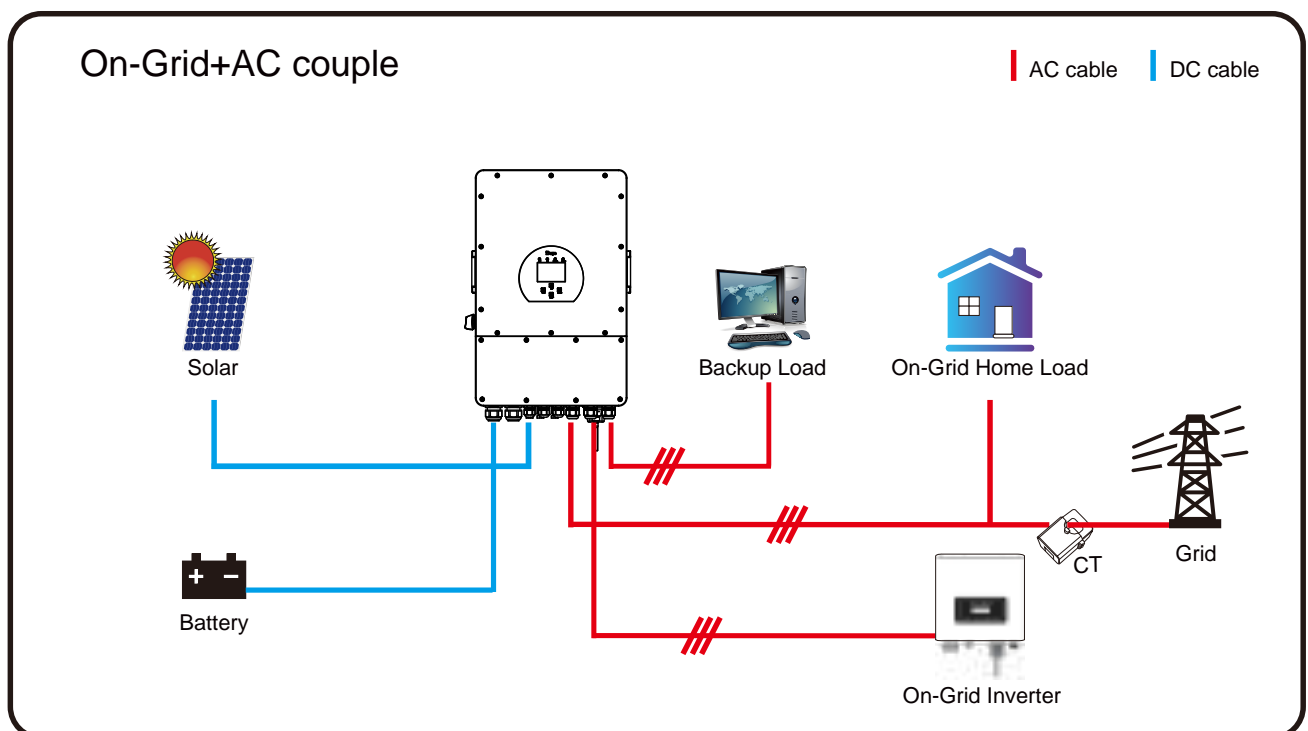 On-Grid+AC couple
AC cable
DC cable
Solar
Backup Load
On-Grid Home Load
CT
Grid
Battery
On-Grid Inverter